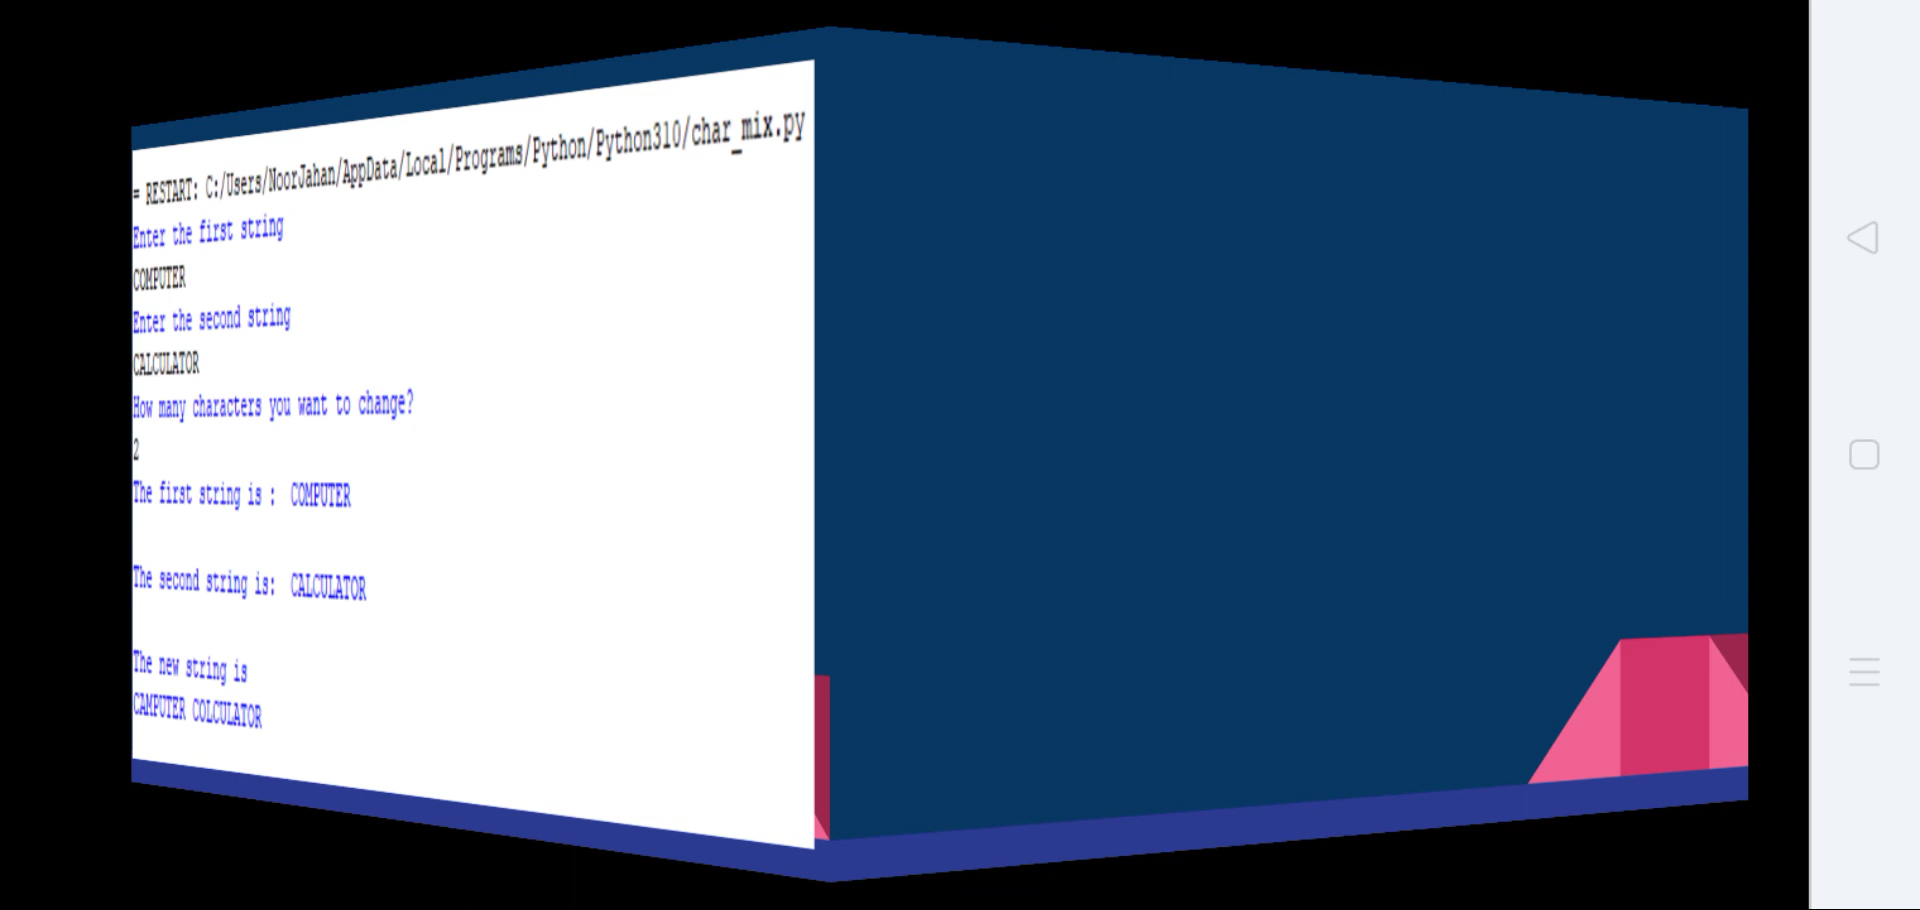 = RESTART: C:/Users/NoorJahan/AppData/Local/Programs/Python/Python310/char_mix.py
Enter the first string
COMPUTER
Enter the second string
CALCULATOR
How many characters you want to change?
2
The first string is :  COMPUTER
The second string is:  CALCULATOR
The new string is
CAMPUTER COLCULATOR